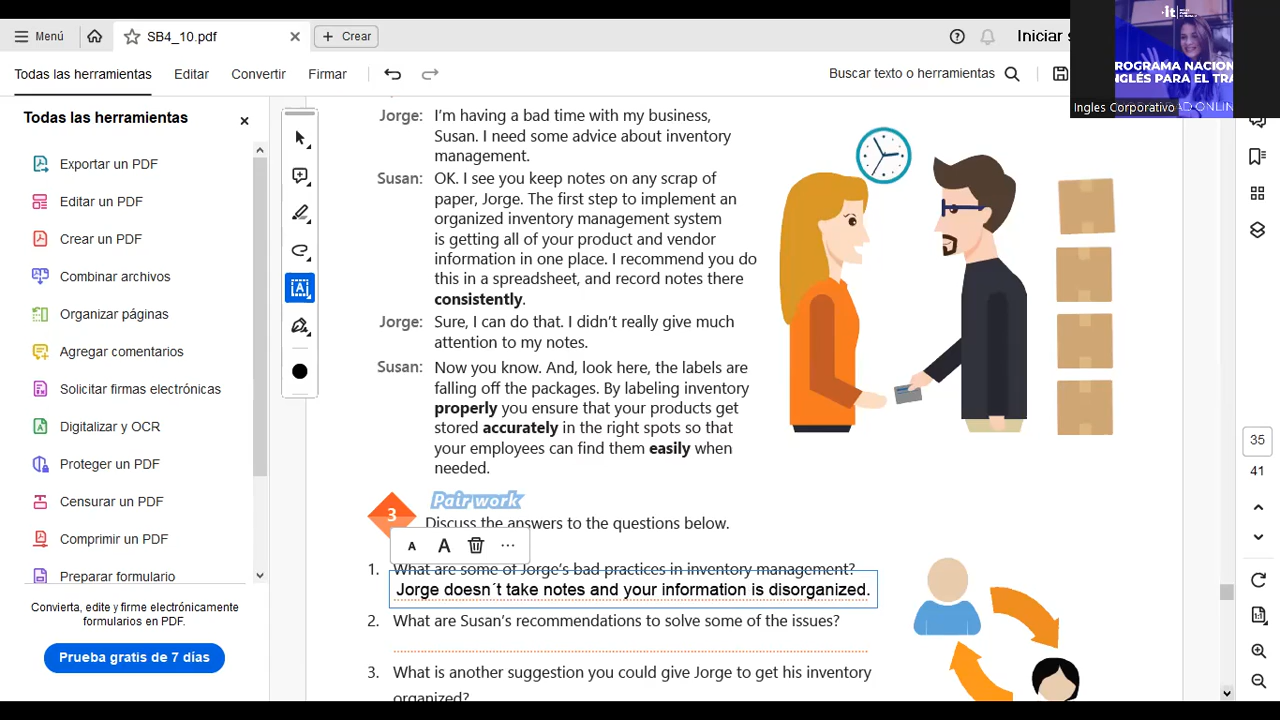 Menú
SB4_10.pdf
Crear
Iniciar s
Todas las herramientas
Editar
Convertir
Firmar
Buscar texto o herramientas
ROGRAMA NACION
NGLÉS PARA EL TRA
Ingles Corporativo
AD ONLIN
Todas las herramientas
Exportar un PDF
Editar un PDF
Crear un PDF
Combinar archivos
Organizar páginas
Agregar comentarios
Solicitar firmas electrónicas
Digitalizar y OCR
Proteger un PDF
Censurar un PDF
Comprimir un PDF
Preparar formulario
Convierta, edite y firme electrónicamente
formularios en PDF.
Prueba gratis de 7 días
Jorge: I'm having a bad time with my business,
Susan. I need some advice about inventory
management.
Susan: OK. I see you keep notes on any scrap of
paper, Jorge. The first step to implement an
organized inventory management system
is getting all of your product and vendor
information in one place. I recommend you do
this in a spreadsheet, and record notes there
consistently.
Jorge: Sure, I can do that. I didn't really give much
attention to my notes.
Susan: Now you know. And, look here, the labels are
falling off the packages. By labeling inventory
properly you ensure that your products get
stored accurately in the right spots so that
your employees can find them easily when
needed.
3 Pair work
Discuss the answers to the questions below.
A A
1. What are some of Jorge's bad practices in inventory management?
Jorge doesn´t take notes and your information is disorganized.
2. What are Susan's recommendations to solve some of the issues?
3. What is another suggestion you could give Jorge to get his inventory
organized?
35
41